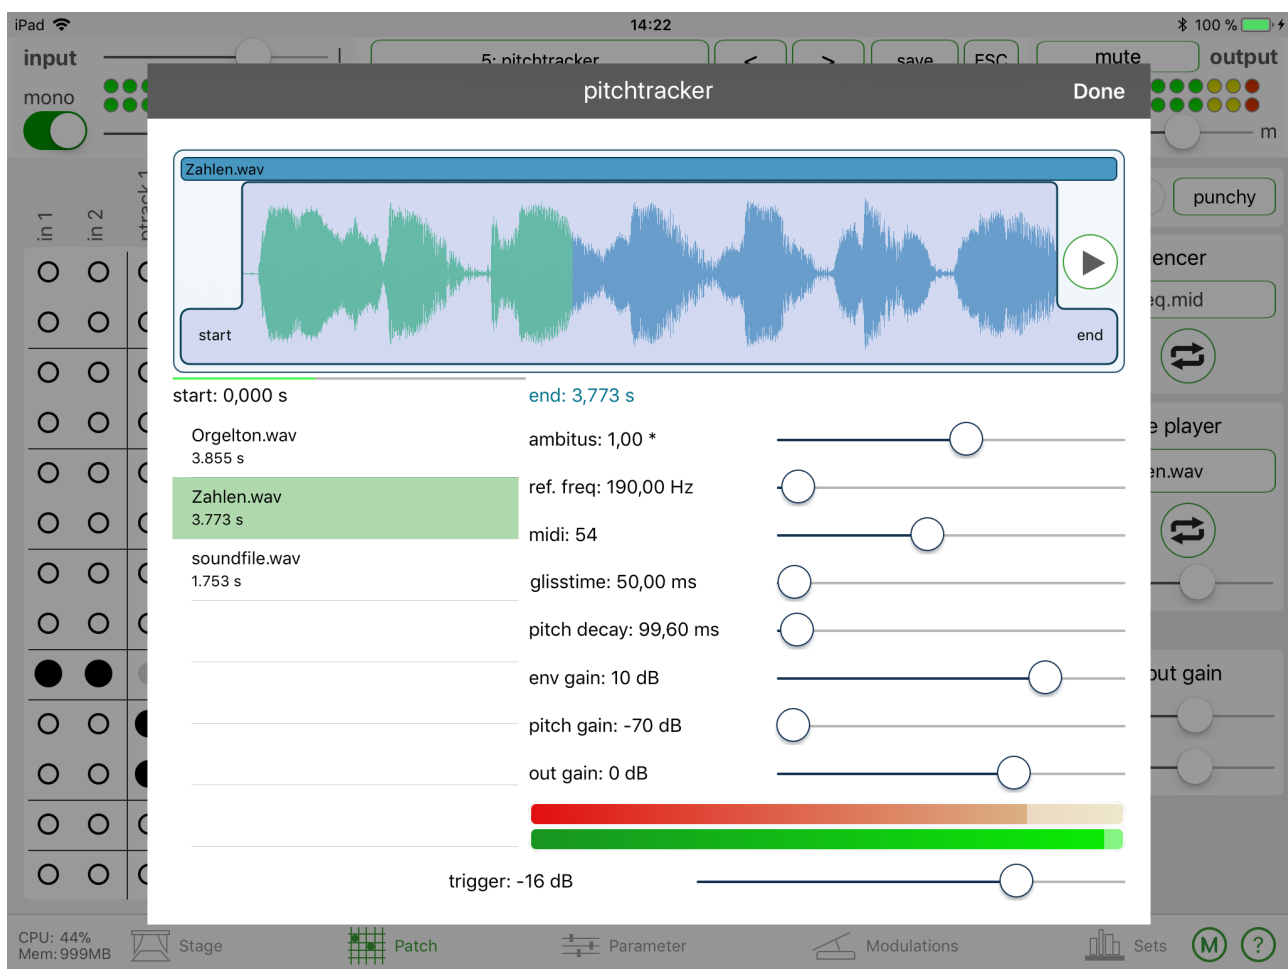 iPad 14:22 100 %
input 5: pitchtracker < > save ESC mute output
mono
m
pitchtracker Done
in 1
in 2
ntrack 1
Zahlen.wav
start end
start: 0,000 s end: 3,773 s
Orgelton.wav
3.855 s
Zahlen.wav
3.773 s
soundfile.wav
1.753 s
ambitus: 1,00 *
ref. freq: 190,00 Hz
midi: 54
glisstime: 50,00 ms
pitch decay: 99,60 ms
env gain: 10 dB
pitch gain: -70 dB
out gain: 0 dB
trigger: -16 dB
punchy
encer
eq.mid
e player
en.wav
out gain
CPU: 44%
Mem: 999MB
Stage Patch Parameter Modulations Sets M ?